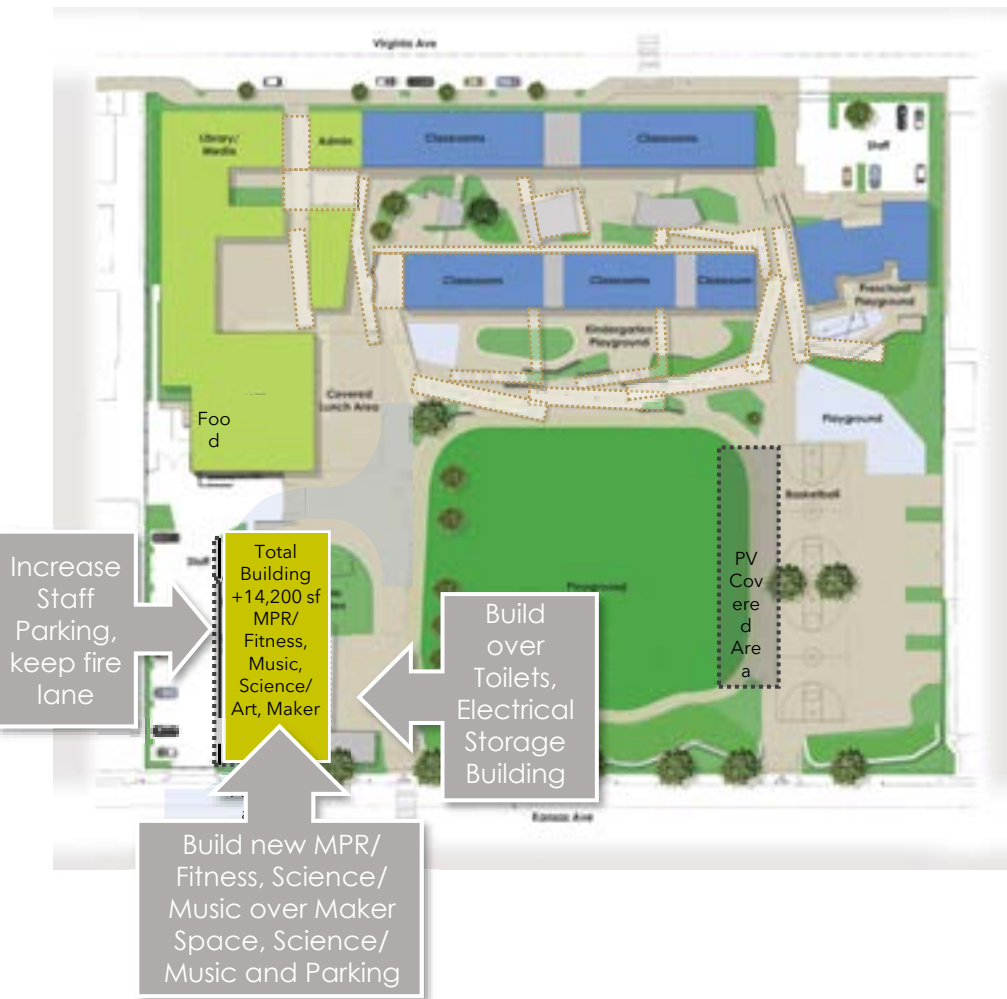 Virginia Ave
Library/
Media
Admin
Classrooms
Classrooms
Staff
Classrooms
Classrooms
Classroom
Preschool
Playground
Kindergarten
Playground
Covered
Lunch Area
Foo
d
Playground
Basketball
Staff
Total
Building
+14,200 sf
MPR/
Fitness,
Music,
Science/
Art, Maker
Playground
PV
Cov
ere
d
Are
a
Increase
Staff
Parking,
keep fire
lane
Build
over
Toilets,
Electrical
Storage
Building
Kansas Ave
Build new MPR/
Fitness, Science/
Music over Maker
Space, Science/
Music and Parking